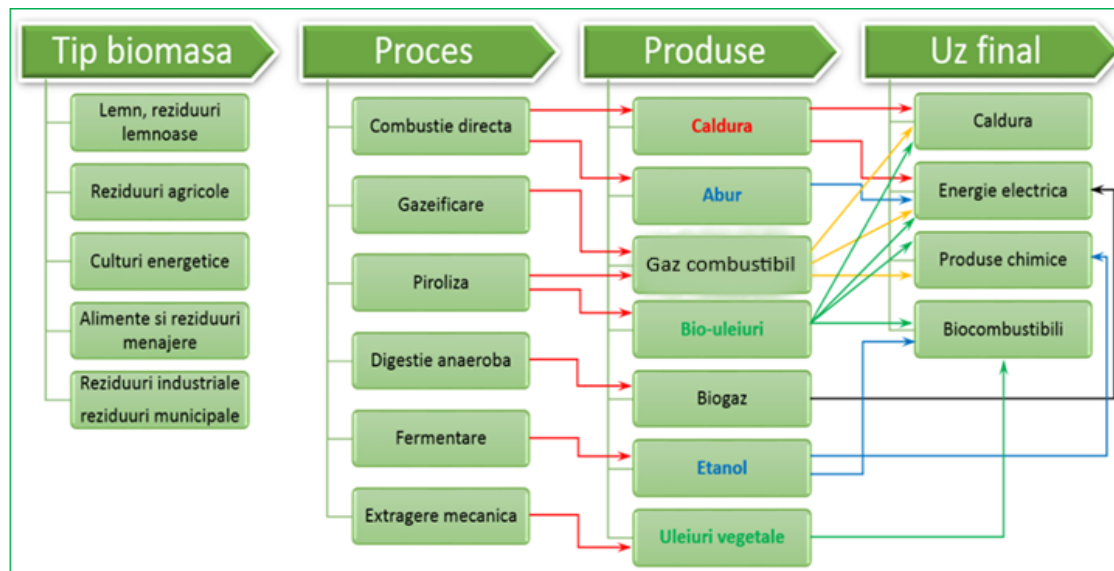 Tip biomasa
Lemn, reziduuri
lemnoase
Reziduuri agricole
Culturi energetice
Alimente si reziduuri
menajere
Reziduuri industriale
reziduuri municipale
Proces
Combustie directa
Gazeificare
Piroliza
Digestie anaeroba
Fermentare
Extragere mecanica
Produse
Caldura
Abur
Gaz combustibil
Bio-uleiuri
Biogaz
Etanol
Uleiuri vegetale
Uz final
Caldura
Energie electrica
Produse chimice
Biocombustibili